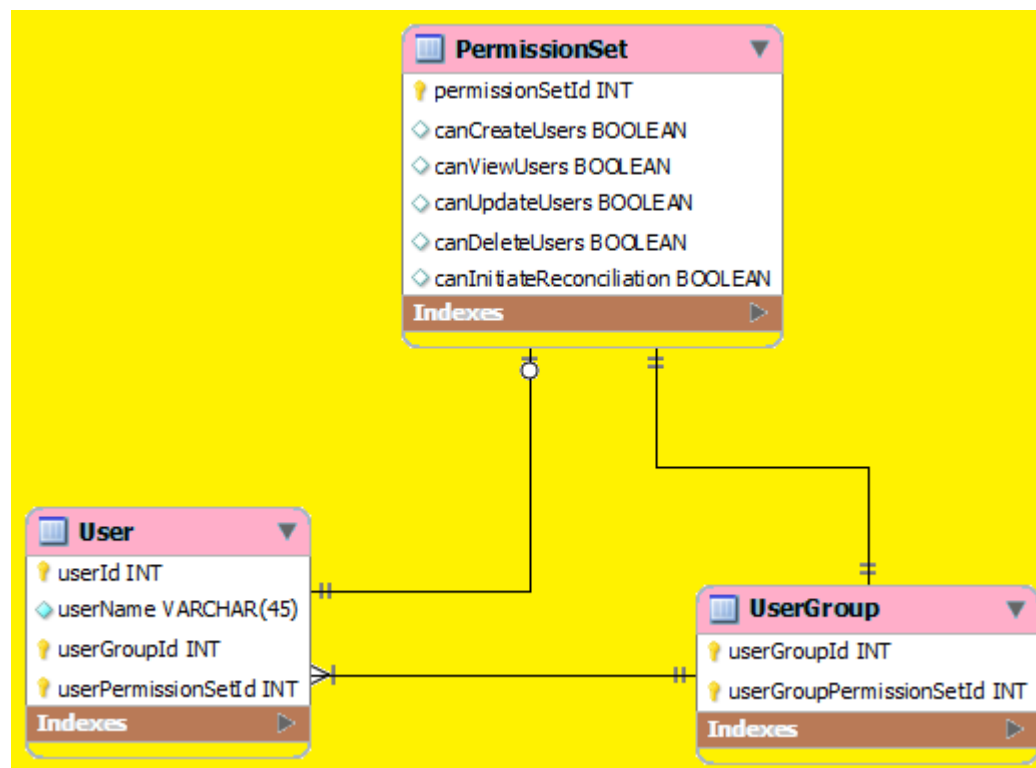 PermissionSet
permissionSetId INT
canCreateUsers BOOLEAN
canViewUsers BOOLEAN
canUpdateUsers BOOLEAN
canDeleteUsers BOOLEAN
canInitiateReconciliation BOOLEAN
Indexes
User
userId INT
userName VARCHAR(45)
userGroupId INT
userPermissionSetId INT
Indexes
UserGroup
userGroupId INT
userGroupPermissionSetId INT
Indexes